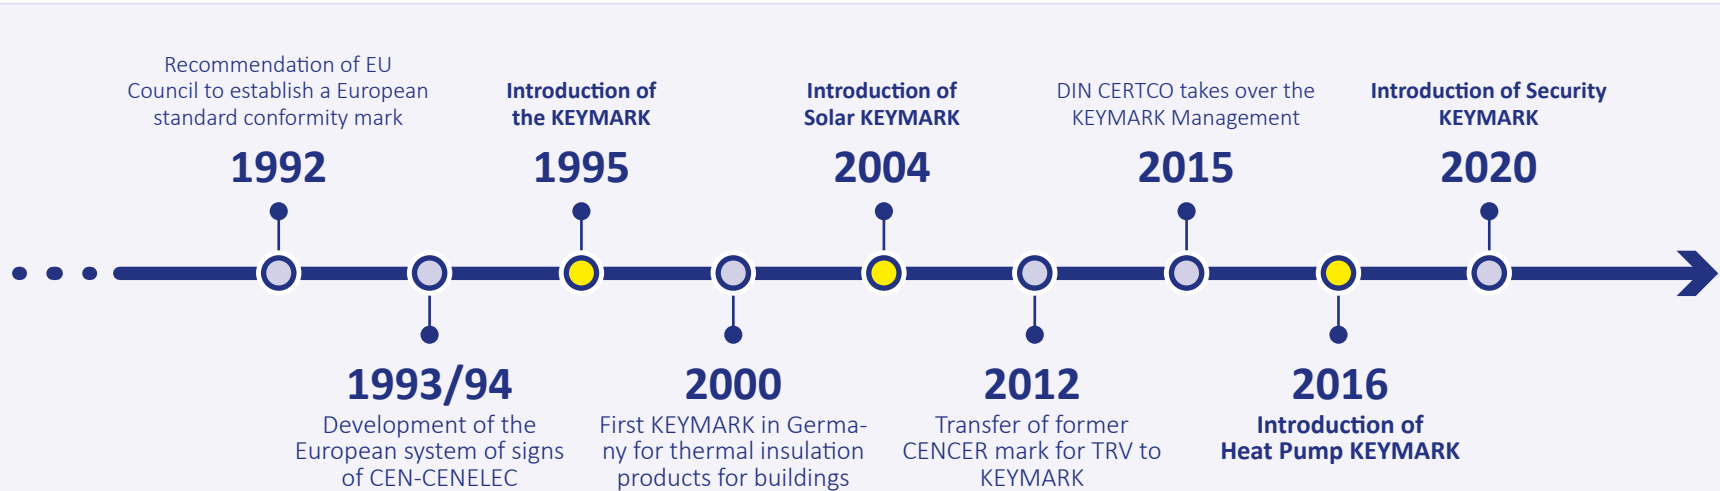 Recommendation of EU
Council to establish a European
standard conformity mark
1992
Introduction of
the KEYMARK
1995
Introduction of
Solar KEYMARK
2004
DIN CERTCO takes over the
KEYMARK Management
2015
Introduction of Security
KEYMARK
2020
1993/94
Development of the
European system of signs
of CEN-CENELEC
2000
First KEYMARK in Germa-
ny for thermal insulation
products for buildings
2012
Transfer of former
CENCER mark for TRV to
KEYMARK
2016
Introduction of
Heat Pump KEYMARK